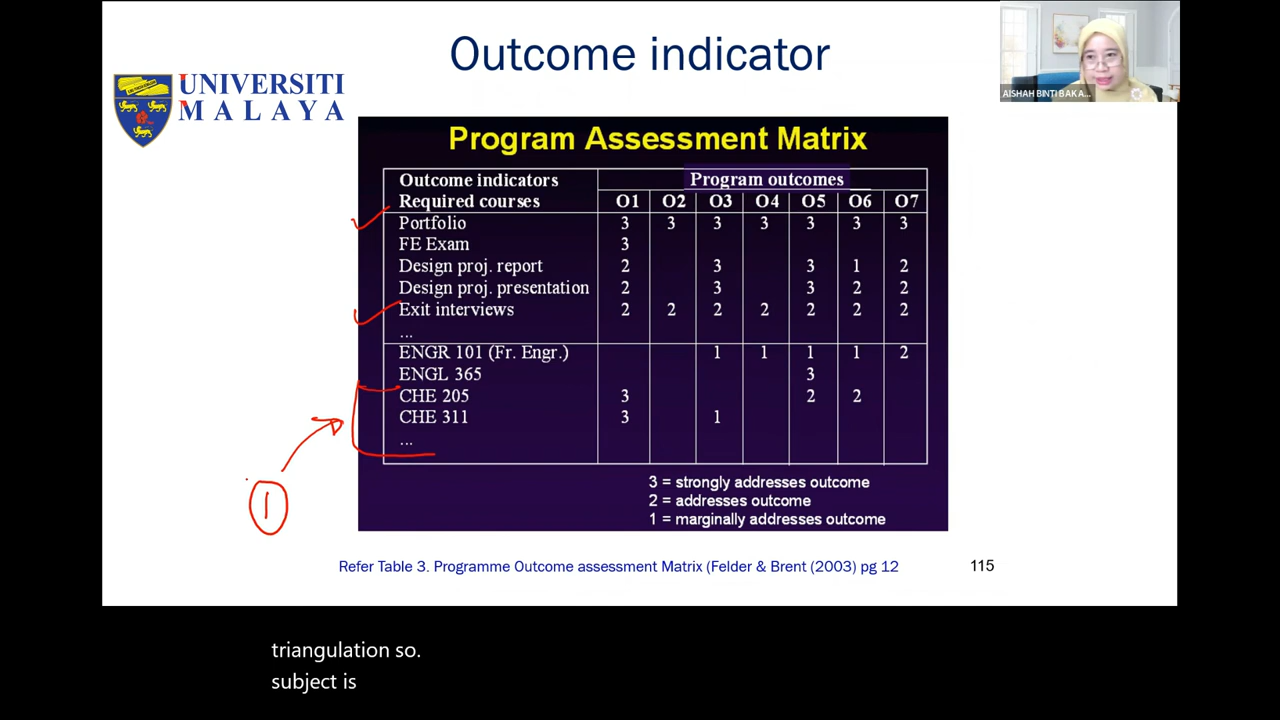 Outcome indicator
UNIVERSITI
MALAYA
AISHAH BINTI BAKA...
Program Assessment Matrix
Outcome indicators Program outcomes
Required courses O1 O2 O3 O4 O5 O6 O7
Portfolio 3 3 3 3 3 3 3
FE Exam 3
Design proj. report 2 3 3 1 2
Design proj. presentation 2 3 3 2 2
Exit interviews 2 2 2 2 2 2 2
...
ENGR 101 (Fr. Engr.) 1 1 1 1 2
ENGL 365 3
CHE 205 3 2 2
CHE 311 3 1
...
1
3 = strongly addresses outcome
2 = addresses outcome
1 = marginally addresses outcome
Refer Table 3. Programme Outcome assessment Matrix (Felder & Brent (2003) pg 12
115
triangulation so.
subject is